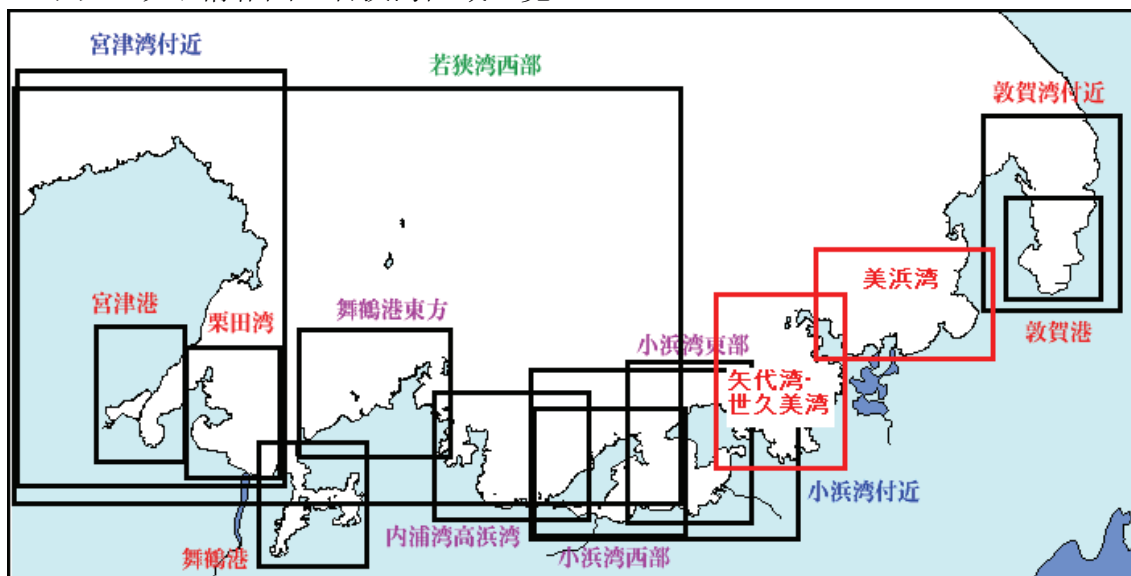 宮津湾付近
若狭湾西部
敦賀湾付近
美浜湾
宮津港
栗田湾
舞鶴港東方
小浜湾東部
敦賀港
矢代湾・
世久美湾
小浜湾付近
内浦湾高浜湾
舞鶴港
小浜湾西部